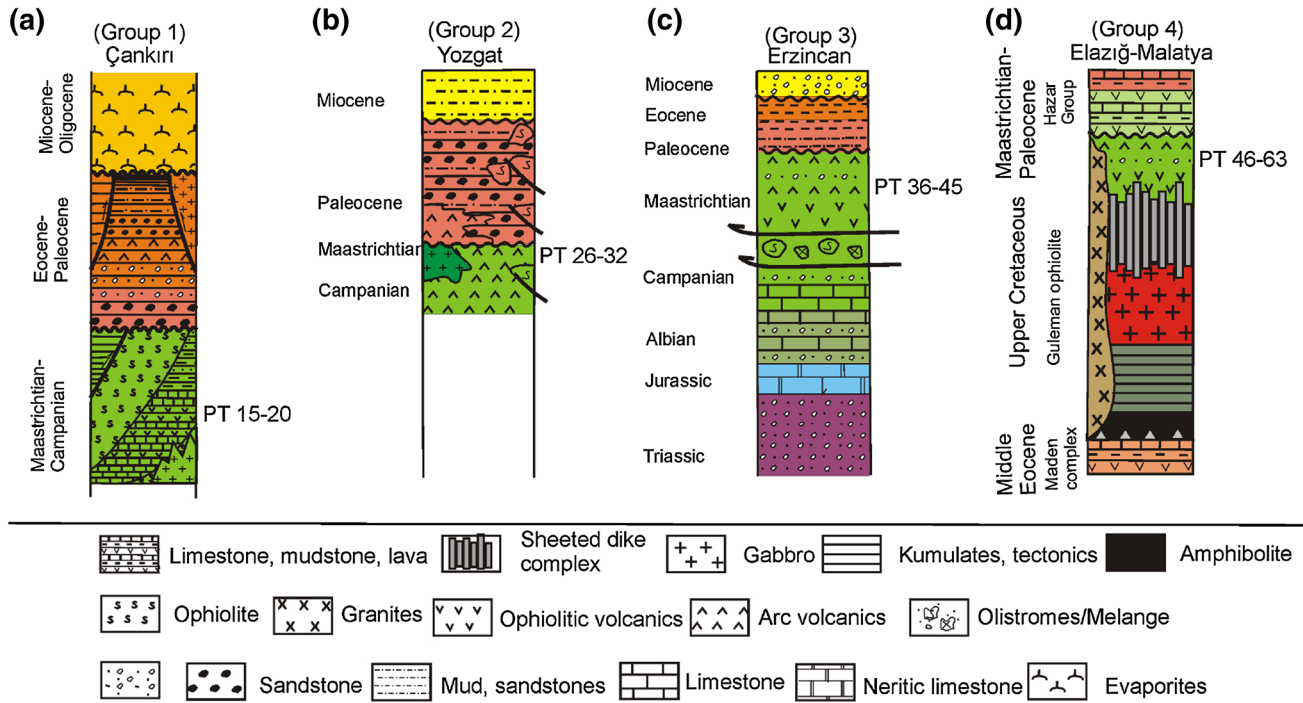 (a)
(Group 1)
Çankırı
Miocene-
Oligocene
Eocene-
Paleocene
Maastrichtian-
Campanian
PT 15-20
(b)
(Group 2)
Yozgat
Miocene
Paleocene
Maastrichtian
Campanian
PT 26-32
(c)
(Group 3)
Erzincan
Miocene
Eocene
Paleocene
Maastrichtian
Campanian
Albian
Jurassic
Triassic
PT 36-45
(d)
(Group 4)
Elazığ-Malatya
Maastrichtian-
Paleocene
Hazar
Group
Upper Cretaceous
Guleman ophiolite
Middle
Eocene
Maden
complex
PT 46-63
Limestone, mudstone, lava
Sheeted dike
complex
Gabbro
Kumulates, tectonics
Amphibolite
Ophiolite
Granites
Ophiolitic volcanics
Arc volcanics
Olistromes/Melange
Sandstone
Mud, sandstones
Limestone
Neritic limestone
Evaporites